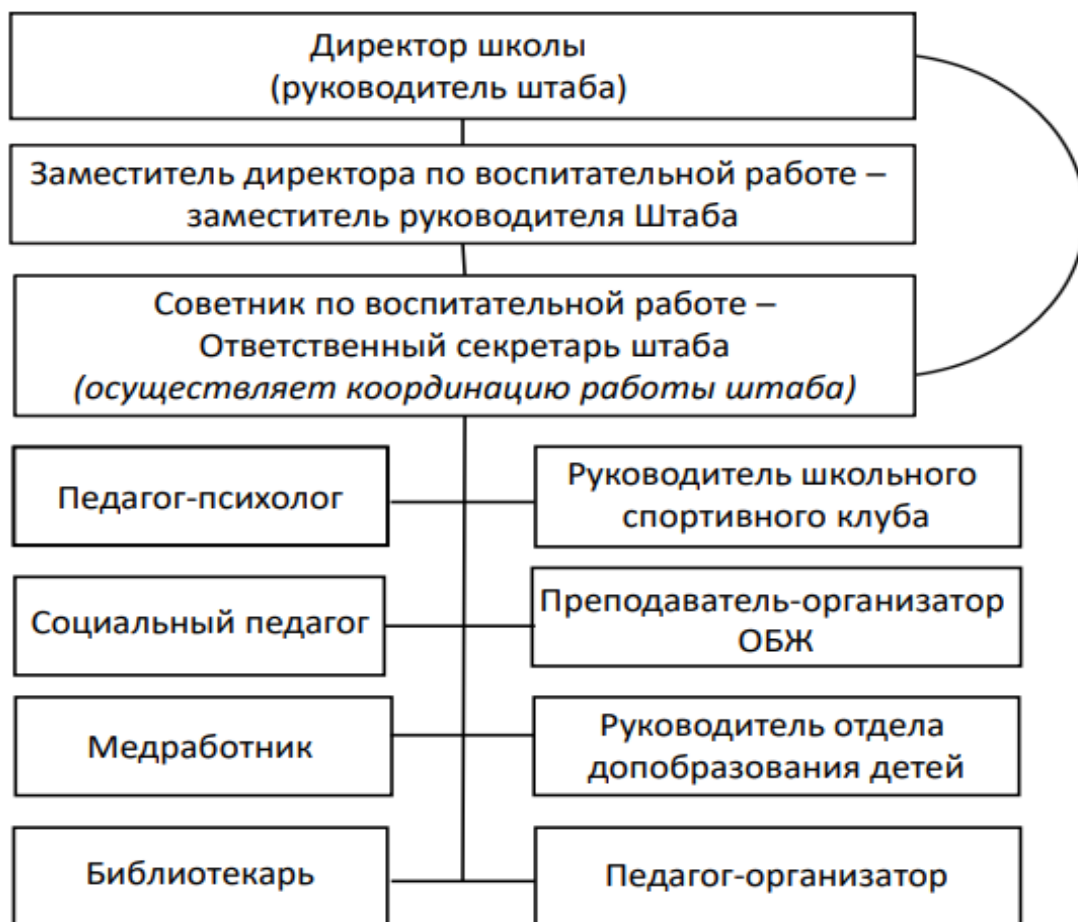 Директор школы
(руководитель штаба)
Заместитель директора по воспитательной работе –
заместитель руководителя Штаба
Советник по воспитательной работе –
Ответственный секретарь штаба
(осуществляет координацию работы штаба)
Педагог-психолог
Руководитель школьного
спортивного клуба
Социальный педагог
Преподаватель-организатор
ОБЖ
Медработник
Руководитель отдела
допобразования детей
Библиотекарь
Педагог-организатор